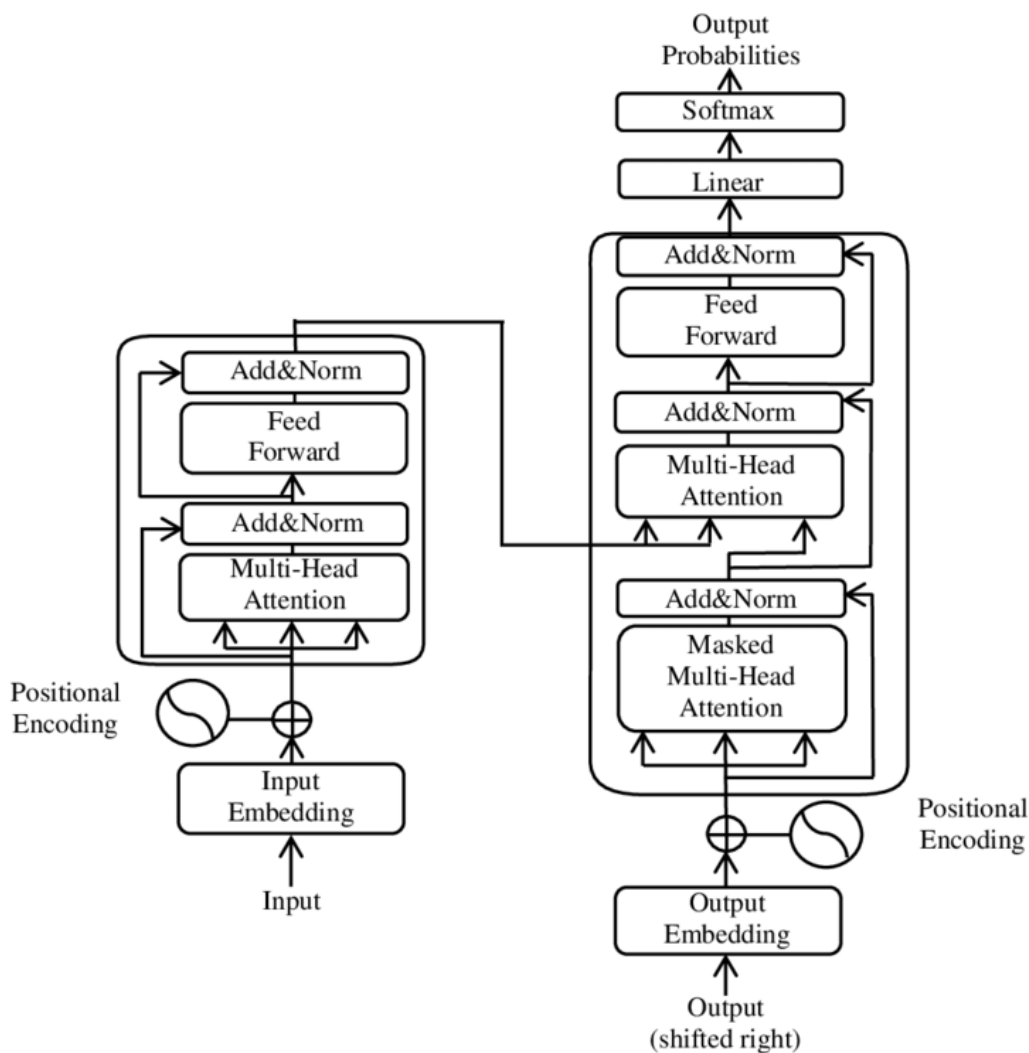 Output
Probabilities
Softmax
Linear
Add&Norm
Feed
Forward
Add&Norm
Multi-Head
Attention
Add&Norm
Masked
Multi-Head
Attention
Positional
Encoding
Output
Embedding
Output
(shifted right)
Add&Norm
Feed
Forward
Add&Norm
Multi-Head
Attention
Positional
Encoding
Input
Embedding
Input